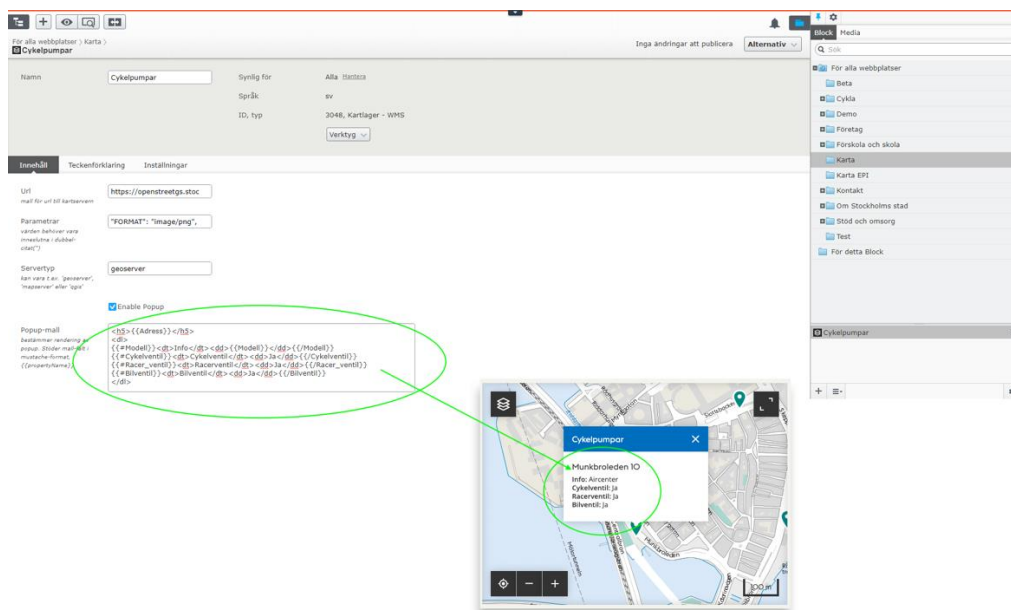 För alla webbplatser > Karta >
Cykelpumpar
Inga ändringar att publicera
Alternativ
Namn
Cykelpumpar
Synlig för
Alla Hantera
Språk
sv
ID, typ
3048, Kartlager - WMS
Verktyg
Innehåll
Teckenförklaring
Inställningar
Url
mall för url till kartservern
https://openstreetgs.stoc
Parametrar
värden behöver vara
inneslutna i dubbel-
citat(")
"FORMAT": "image/png",
Servertyp
kan vara t.ex. 'geoserver',
'mapserver' eller 'qgis'
geoserver
Enable Popup
Popup-mall
bestämmer rendering av
popup. Stöder mall-fält i
mustache-format,
{{propertyName}}
<h5>{{Adress}}</h5>
<dl>
{{#Modell}}<dt>Info</dt><dd>{{Modell}}</dd>{{/Modell}}
{{#Cykelventil}}<dt>Cykelventil</dt><dd>Ja</dd>{{/Cykelventil}}
{{#Racer_ventil}}<dt>Racerventil</dt><dd>Ja</dd>{{/Racer_ventil}}
{{#Bilventil}}<dt>Bilventil</dt><dd>Ja</dd>{{/Bilventil}}
</dl>
Block
Media
Sök
För alla webbplatser
Beta
Cykla
Demo
Företag
Förskola och skola
Karta
Karta EPI
Kontakt
Om Stockholms stad
Stöd och omsorg
Test
För detta Block
Cykelpumpar
Cykelpumpar
Munkbroleden 10
Info: Aircenter
Cykelventil: Ja
Racerventil: Ja
Bilventil: Ja
Munkbroleden
100 m